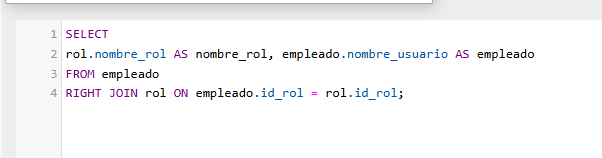 1 SELECT
2 rol.nombre_rol AS nombre_rol, empleado.nombre_usuario AS empleado
3 FROM empleado
4 RIGHT JOIN rol ON empleado.id_rol = rol.id_rol;